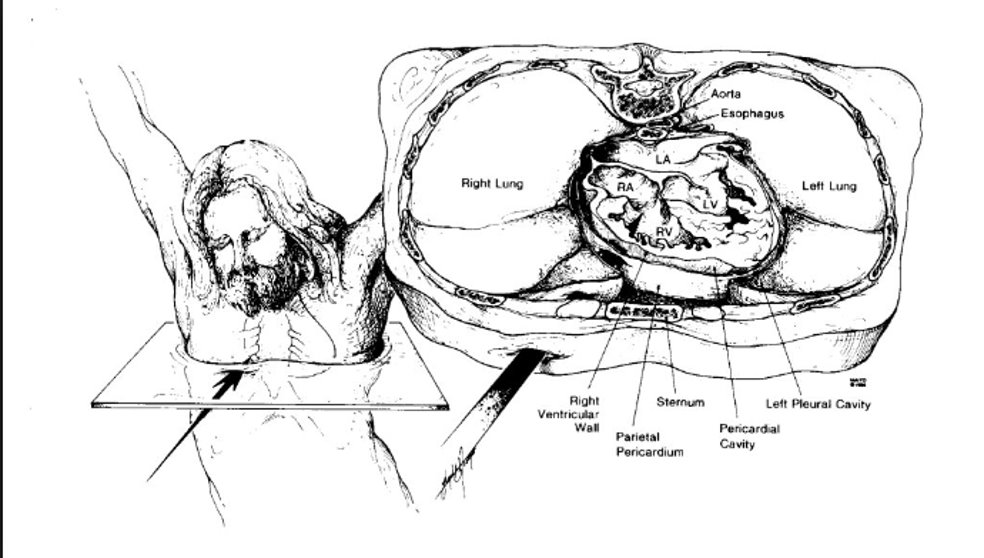 Aorta
Esophagus
LA
Right Lung
RA
Left Lung
LV
RV
Right
Ventricular
Wall
Sternum
Left Pleural Cavity
Parietal
Pericardium
Pericardial
Cavity